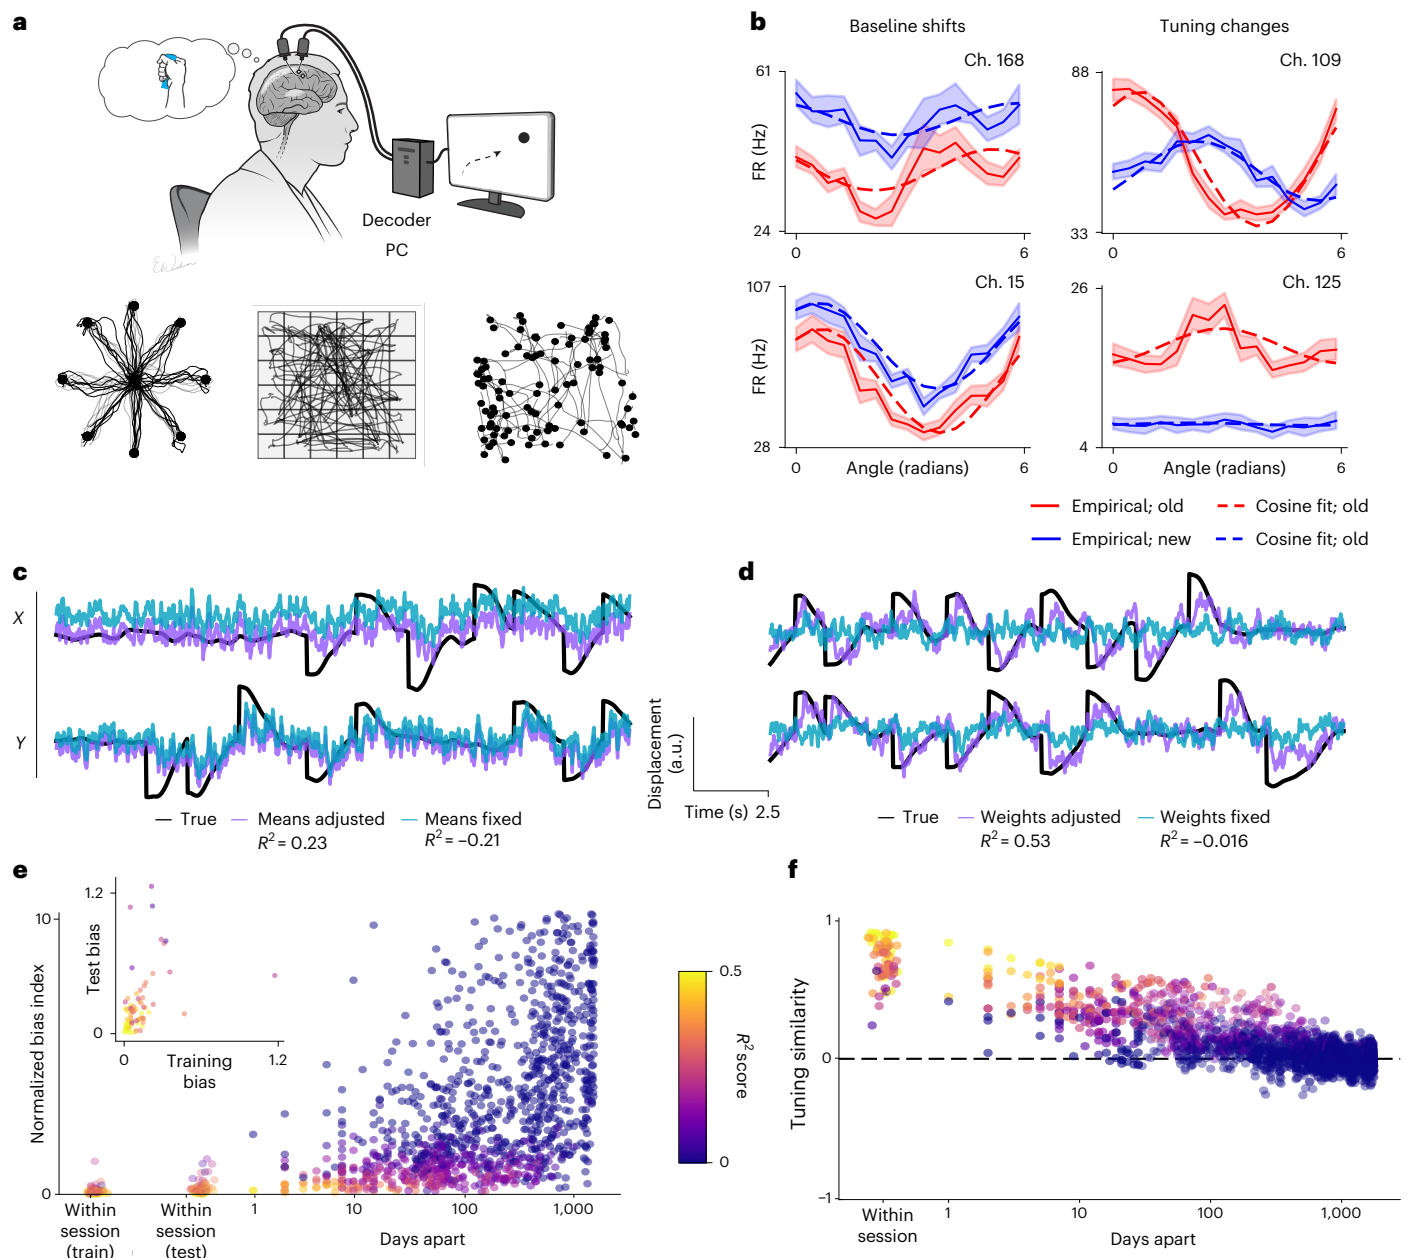 a
Decoder
PC
b
Baseline shifts
Tuning changes
Ch. 168
61
FR (Hz)
24
0
6
Ch. 109
88
33
0
6
Ch. 15
107
FR (Hz)
28
0
Angle (radians)
6
Ch. 125
26
4
0
Angle (radians)
6
Empirical; old
Cosine fit; old
Empirical; new
Cosine fit; old
c
X
Y
True
Means adjusted
R² = 0.23
Means fixed
R² = –0.21
Displacement
(a.u.)
Time (s) 2.5
d
True
Weights adjusted
R² = 0.53
Weights fixed
R² = –0.016
e
Normalized bias index
10
0
1.2
Test bias
0
0
Training
bias
1.2
Within
session
(train)
Within
session
(test)
1
10
100
1,000
Days apart
0.5
R² score
0
f
Tuning similarity
1
0
–1
Within
session
1
10
100
1,000
Days apart